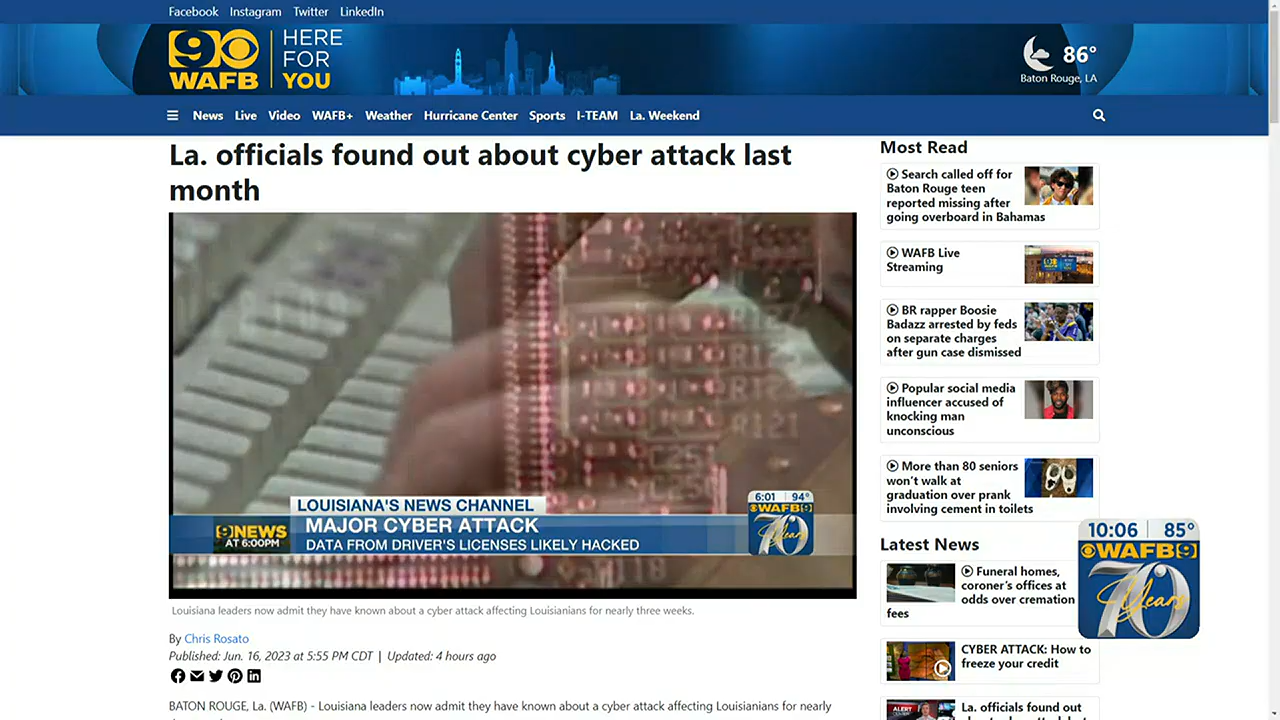 Facebook Instagram Twitter LinkedIn
9 WAFB
HERE
FOR
YOU
86°
Baton Rouge, LA
News Live Video WAFB+ Weather Hurricane Center Sports I-TEAM La. Weekend
La. officials found out about cyber attack last
month
R122
R121
LOUISIANA'S NEWS CHANNEL
9NEWS
AT 6:00PM
MAJOR CYBER ATTACK
DATA FROM DRIVER'S LICENSES LIKELY HACKED
6:01 94°
WAFB9
70
Years
Louisiana leaders now admit they have known about a cyber attack affecting Louisianians for nearly three weeks.
By Chris Rosato
Published: Jun. 16, 2023 at 5:55 PM CDT | Updated: 4 hours ago
BATON ROUGE, La. (WAFB) - Louisiana leaders now admit they have known about a cyber attack affecting Louisianians for nearly
Most Read
Search called off for
Baton Rouge teen
reported missing after
going overboard in Bahamas
WAFB Live
Streaming
BR rapper Boosie
Badazz arrested by feds
on separate charges
after gun case dismissed
Popular social media
influencer accused of
knocking man
unconscious
More than 80 seniors
won't walk at
graduation over prank
involving cement in toilets
Latest News
Funeral homes,
coroner's offices at
odds over cremation
fees
CYBER ATTACK: How to
freeze your credit
La. officials found out
10:06 85°
WAFB9
70
Years